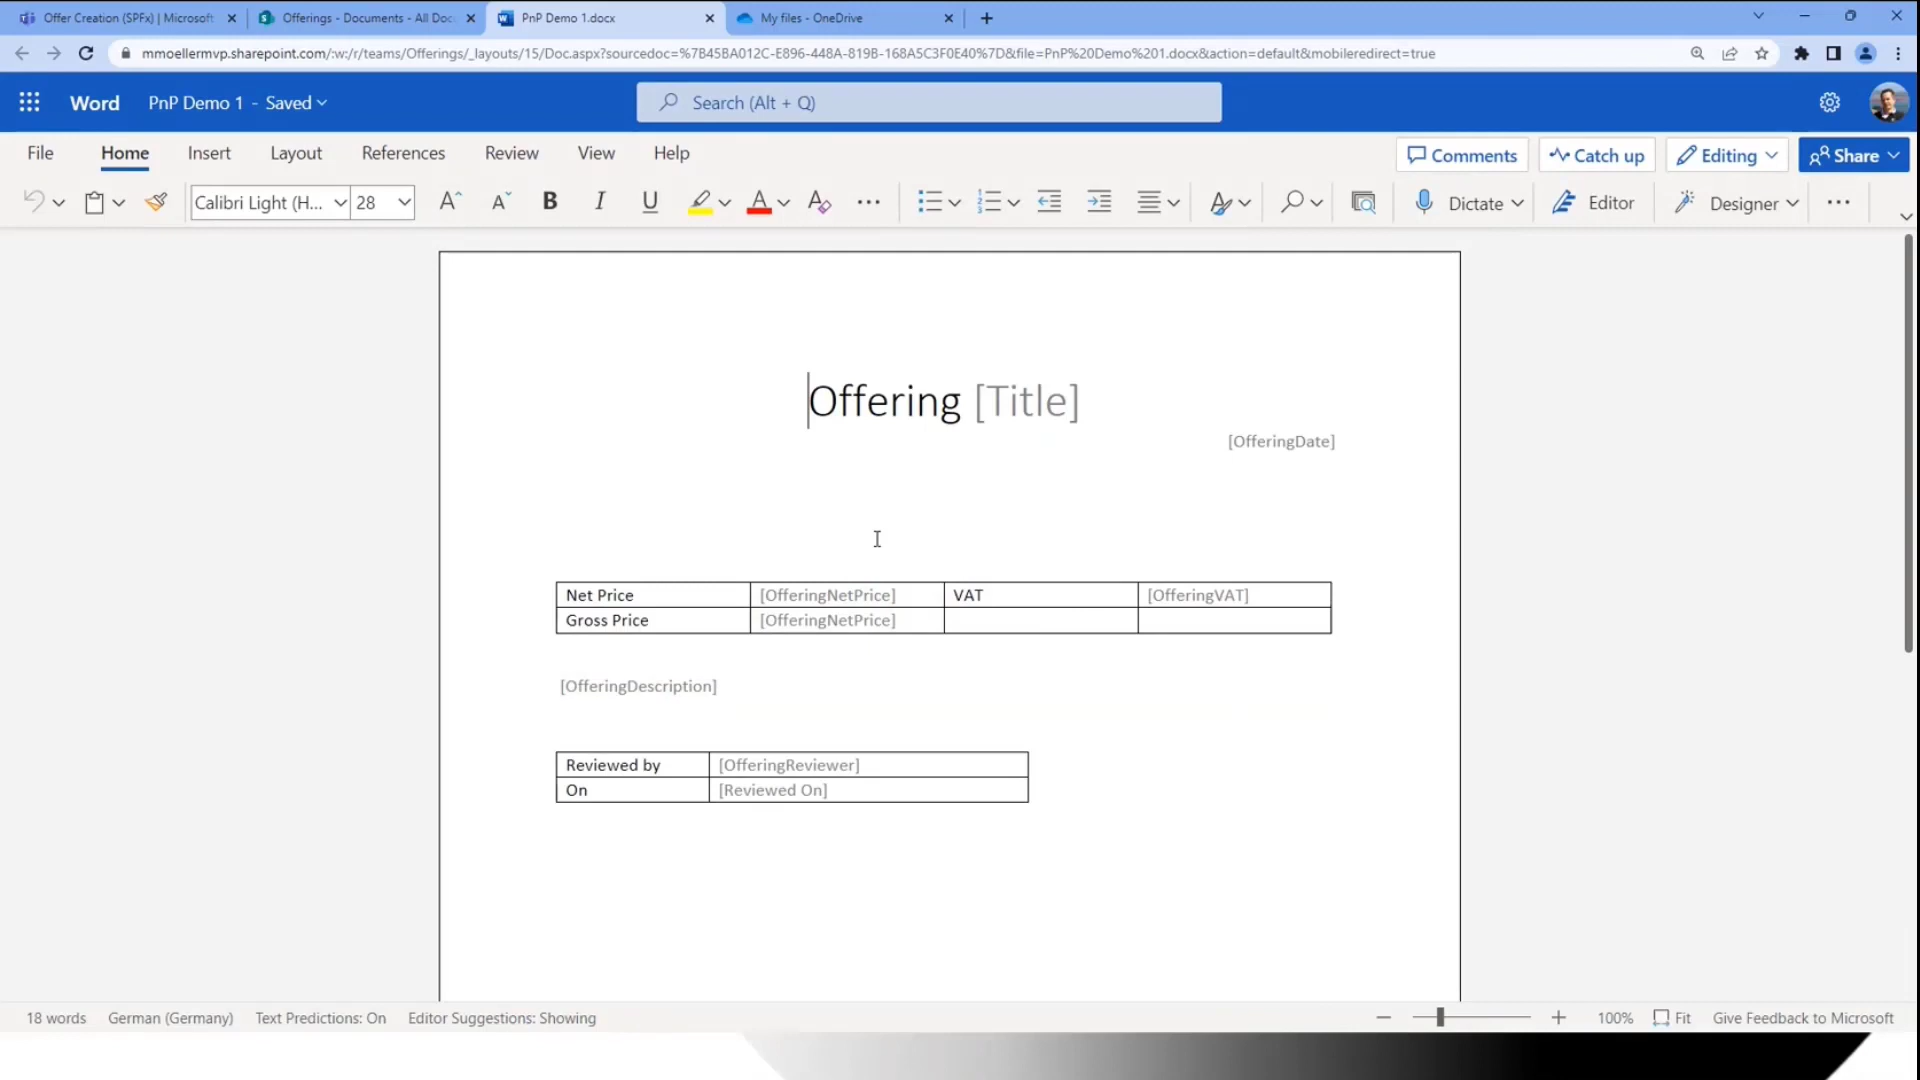 Offer Creation (SPFx) | Microsoft
Offerings - Documents - All Doc
PnP Demo 1.docx
My files - OneDrive
mmoellermvp.sharepoint.com/:w:/r/teams/Offerings/_layouts/15/Doc.aspx?sourcedoc=%7B45BA012C-E896-448A-819B-168A5C3F0E40%7D&file=PnP%20Demo%201.docx&action=default&mobileredirect=true
Word PnP Demo 1 - Saved
Search (Alt + Q)
File Home Insert Layout References Review View Help
Comments Catch up Editing Share
Calibri Light (H... 28 B I U Dictate Editor Designer
Offering [Title]
[OfferingDate]
Net Price [OfferingNetPrice] VAT [OfferingVAT]
Gross Price [OfferingNetPrice]
[OfferingDescription]
Reviewed by [OfferingReviewer]
On [Reviewed On]
18 words German (Germany) Text Predictions: On Editor Suggestions: Showing 100% Fit Give Feedback to Microsoft